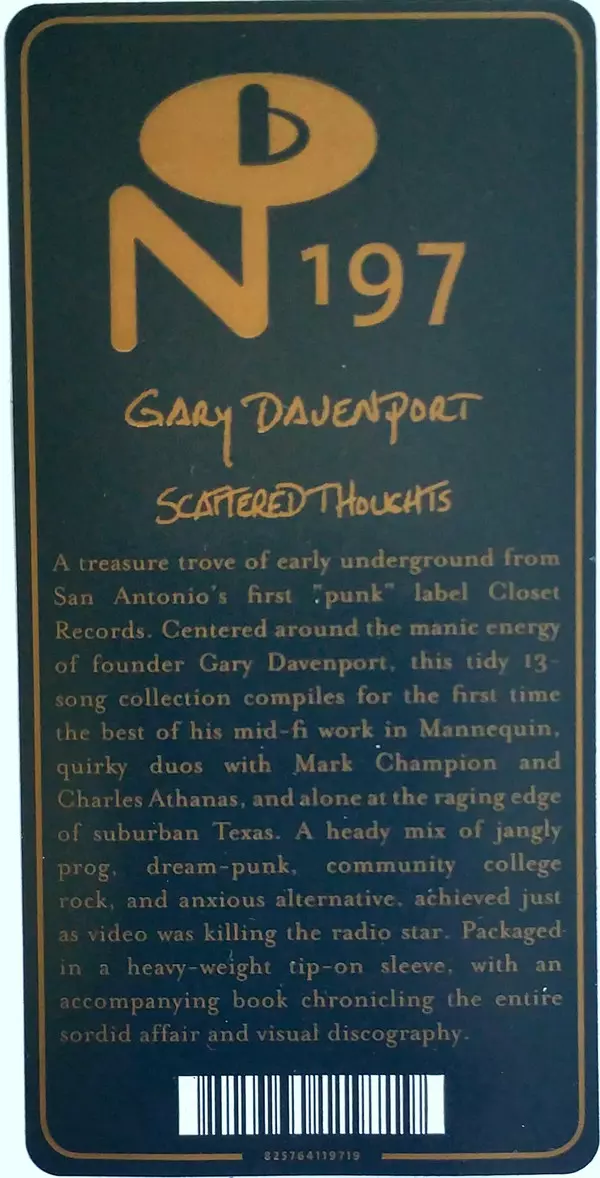 b
N 197
GARY DAVENPORT
SCATTERED THOUGHTS
A treasure trove of early underground from
San Antonio's first "punk" label Closet
Records. Centered around the manic energy
of founder Gary Davenport, this tidy 13-
song collection compiles for the first time
the best of his mid-fi work in Mannequin,
quirky duos with Mark Champion and
Charles Athanas, and alone at the raging edge
of suburban Texas. A heady mix of jangly
prog, dream-punk, community college
rock, and anxious alternative, achieved just
as video was killing the radio star. Packaged
in a heavy-weight tip-on sleeve, with an
accompanying book chronicling the entire
sordid affair and visual discography.
825764119719